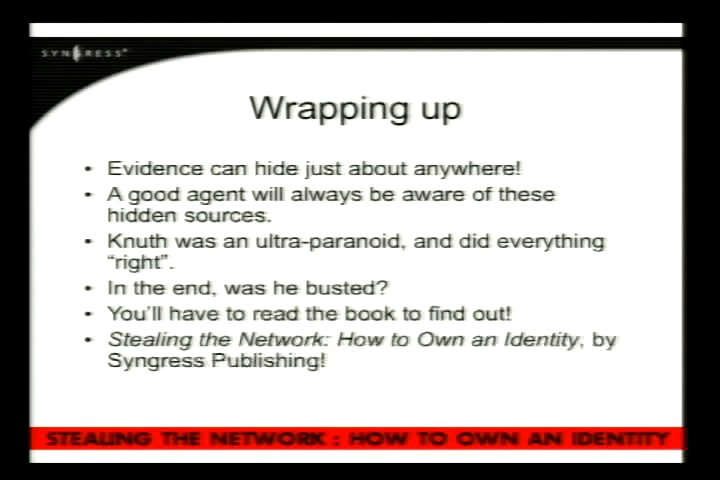 SYNGRESS®
Wrapping up
• Evidence can hide just about anywhere!
• A good agent will always be aware of these
hidden sources.
• Knuth was an ultra-paranoid, and did everything
“right”.
• In the end, was he busted?
• You’ll have to read the book to find out!
• Stealing the Network: How to Own an Identity, by
Syngress Publishing!
STEALING THE NETWORK : HOW TO OWN AN IDENTITY